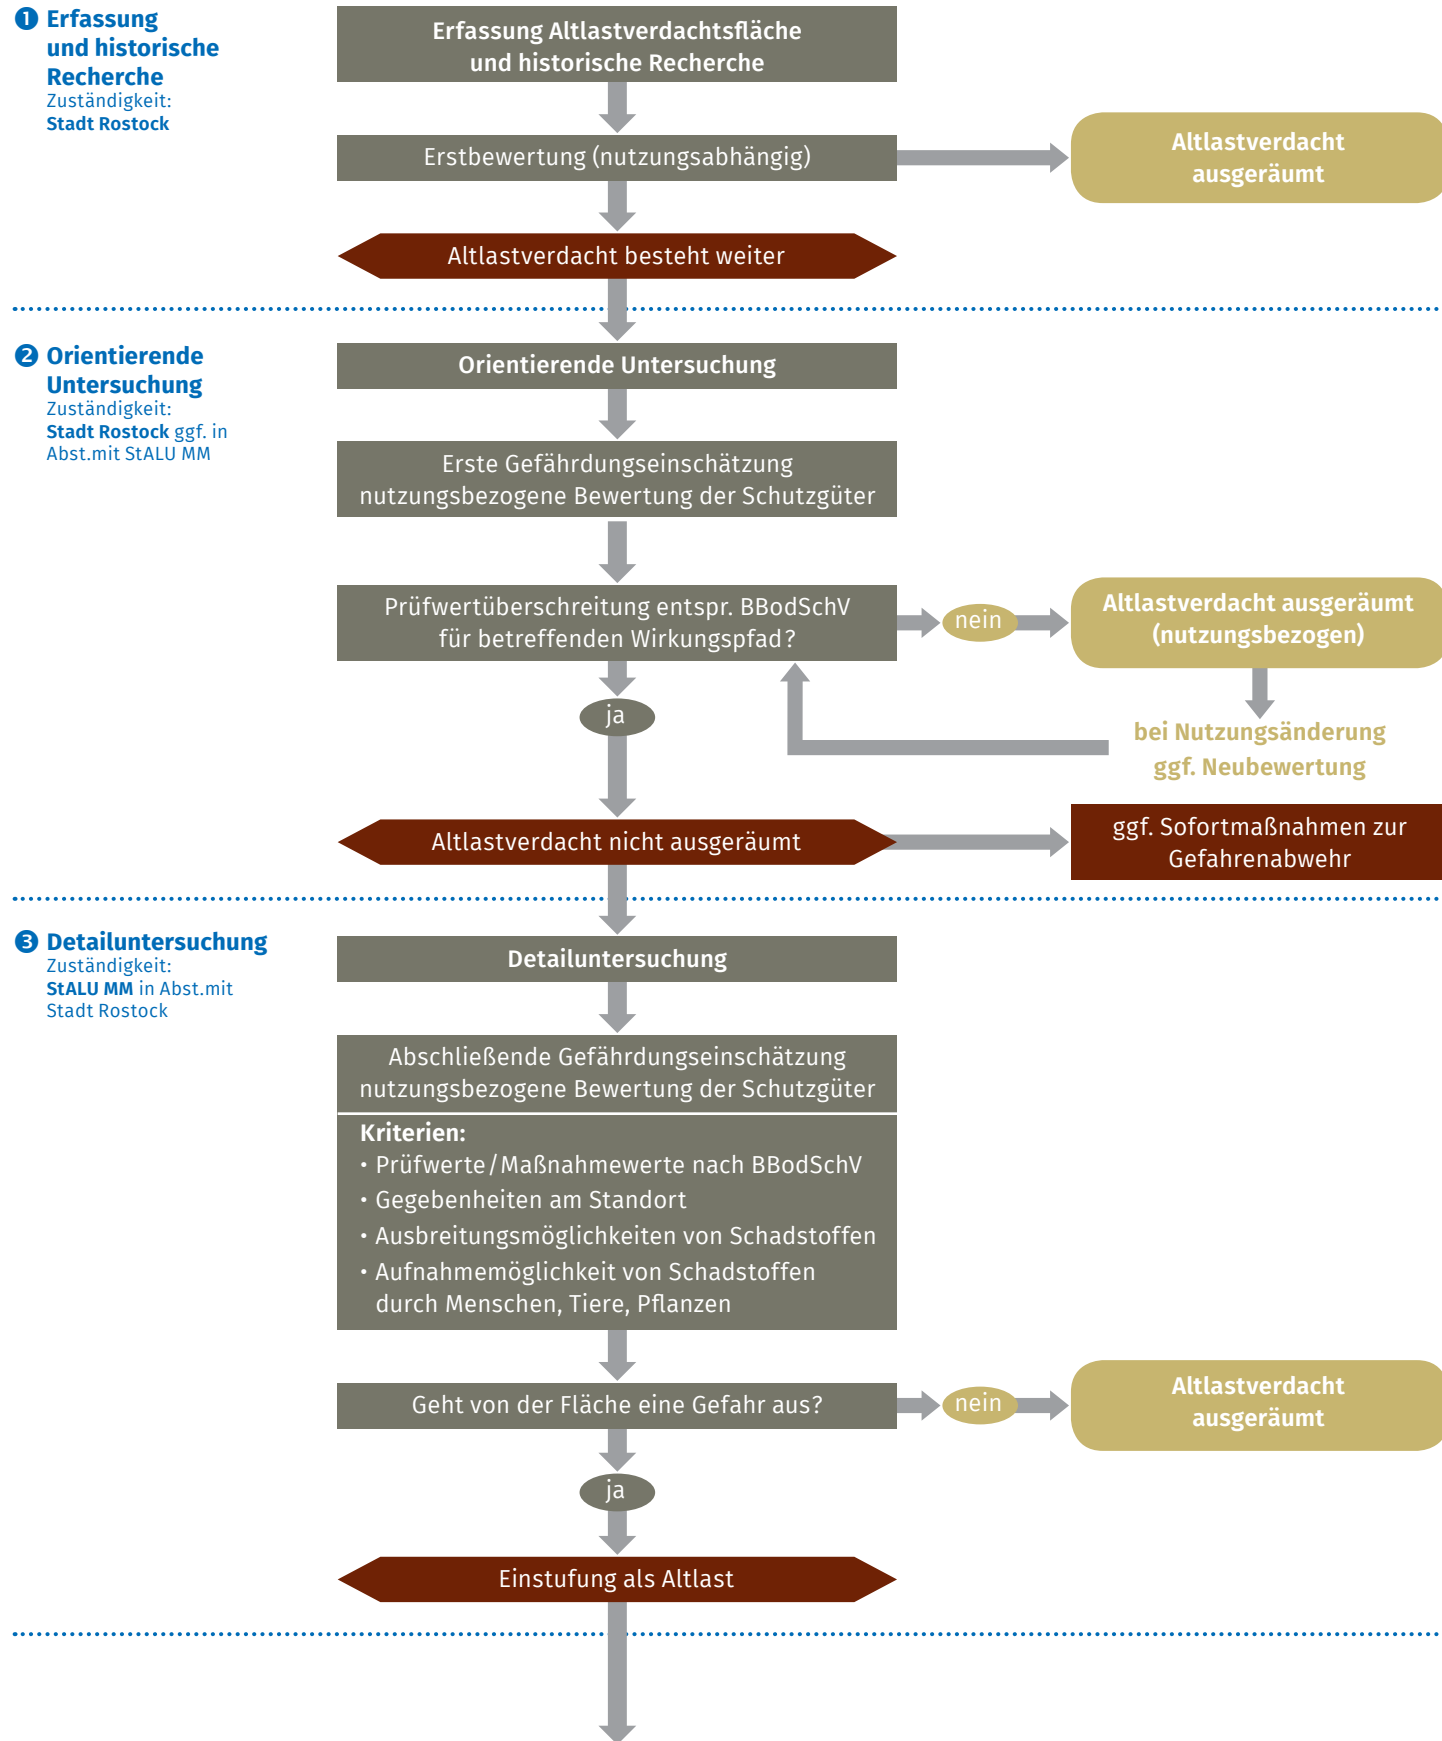 ❶ Erfassung
und historische
Recherche
Zuständigkeit:
Stadt Rostock
Erfassung Altlastverdachtsfläche
und historische Recherche
Erstbewertung (nutzungsabhängig)
Altlastverdacht
ausgeräumt
Altlastverdacht besteht weiter
❷ Orientierende
Untersuchung
Zuständigkeit:
Stadt Rostock ggf. in
Abst.mit StALU MM
Orientierende Untersuchung
Erste Gefährdungseinschätzung
nutzungsbezogene Bewertung der Schutzgüter
Prüfwertüberschreitung entspr. BBodSchV
für betreffenden Wirkungspfad?
nein
Altlastverdacht ausgeräumt
(nutzungsbezogen)
ja
bei Nutzungsänderung
ggf. Neubewertung
Altlastverdacht nicht ausgeräumt
ggf. Sofortmaßnahmen zur
Gefahrenabwehr
❸ Detailuntersuchung
Zuständigkeit:
StALU MM in Abst.mit
Stadt Rostock
Detailuntersuchung
Abschließende Gefährdungseinschätzung
nutzungsbezogene Bewertung der Schutzgüter
Kriterien:
• Prüfwerte/Maßnahmewerte nach BBodSchV
• Gegebenheiten am Standort
• Ausbreitungsmöglichkeiten von Schadstoffen
• Aufnahmemöglichkeit von Schadstoffen
durch Menschen, Tiere, Pflanzen
Geht von der Fläche eine Gefahr aus?
nein
Altlastverdacht
ausgeräumt
ja
Einstufung als Altlast